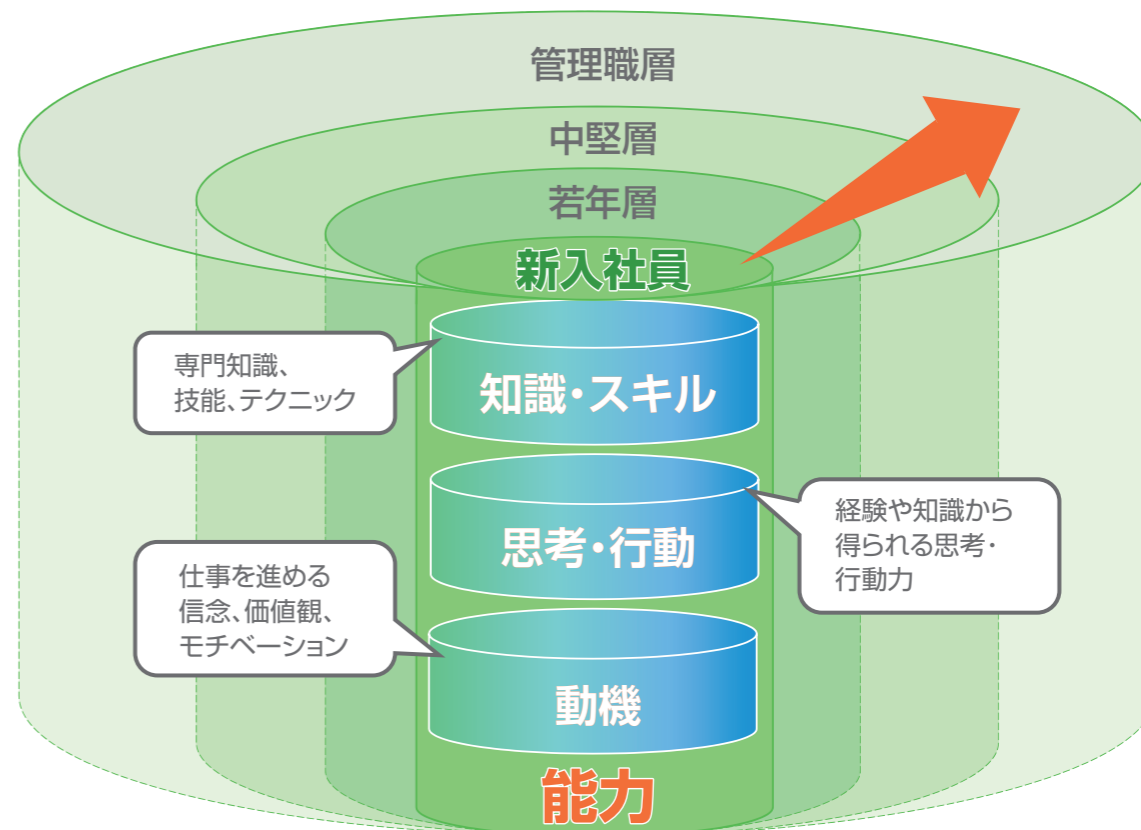 管理職層
中堅層
若年層
新入社員
専門知識、
技能、テクニック
知識・スキル
経験や知識から
得られる思考・
行動力
思考・行動
仕事を進める
信念、価値観、
モチベーション
動機
能力